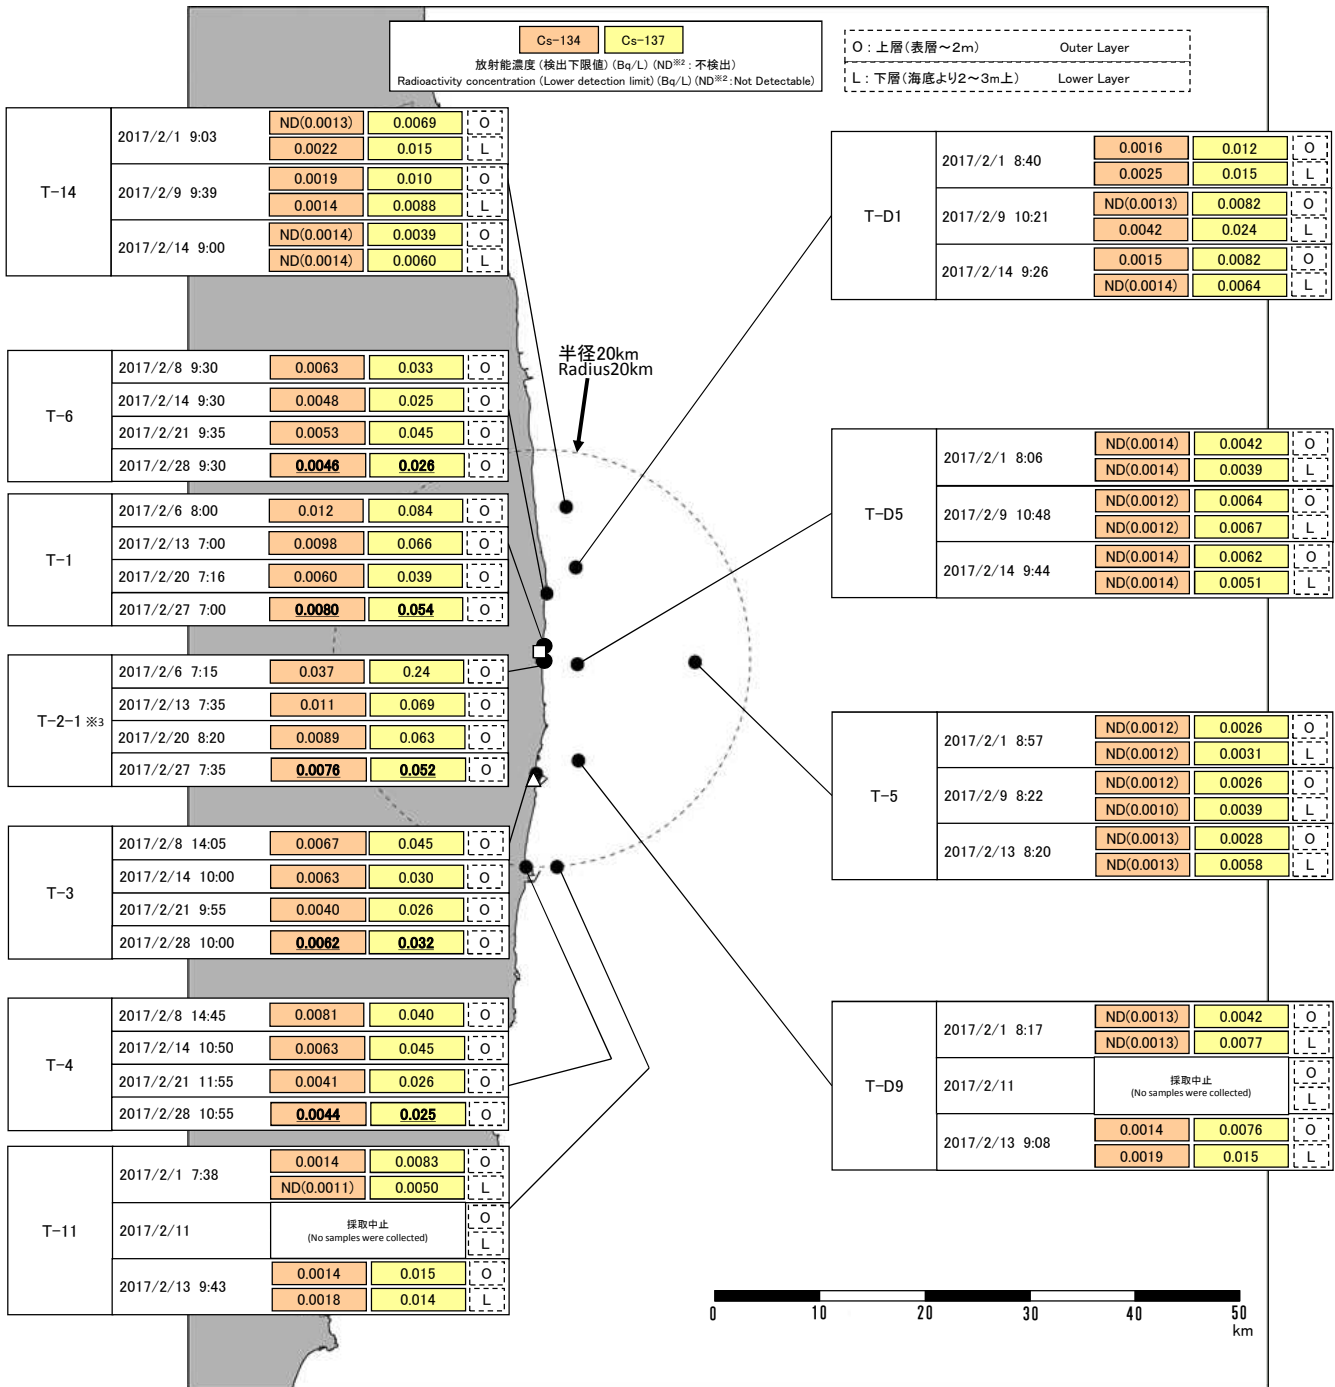 Cs-134 Cs-137
放射能濃度(検出下限値)(Bq/L)(ND※2:不検出)
Radioactivity concentration (Lower detection limit) (Bq/L) (ND※2:Not Detectable)
O:上層(表層~2m) Outer Layer
L:下層(海底より2~3m上) Lower Layer
T-14
2017/2/1 9:03
ND(0.0013) 0.0069 O
0.0022 0.015 L
2017/2/9 9:39
0.0019 0.010 O
0.0014 0.0088 L
2017/2/14 9:00
ND(0.0014) 0.0039 O
ND(0.0014) 0.0060 L
T-6
2017/2/8 9:30 0.0063 0.033 O
2017/2/14 9:30 0.0048 0.025 O
2017/2/21 9:35 0.0053 0.045 O
2017/2/28 9:30 0.0046 0.026 O
T-1
2017/2/6 8:00 0.012 0.084 O
2017/2/13 7:00 0.0098 0.066 O
2017/2/20 7:16 0.0060 0.039 O
2017/2/27 7:00 0.0080 0.054 O
T-2-1 ※3
2017/2/6 7:15 0.037 0.24 O
2017/2/13 7:35 0.011 0.069 O
2017/2/20 8:20 0.0089 0.063 O
2017/2/27 7:35 0.0076 0.052 O
T-3
2017/2/8 14:05 0.0067 0.045 O
2017/2/14 10:00 0.0063 0.030 O
2017/2/21 9:55 0.0040 0.026 O
2017/2/28 10:00 0.0062 0.032 O
T-4
2017/2/8 14:45 0.0081 0.040 O
2017/2/14 10:50 0.0063 0.045 O
2017/2/21 11:55 0.0041 0.026 O
2017/2/28 10:55 0.0044 0.025 O
T-11
2017/2/1 7:38
0.0014 0.0083 O
ND(0.0011) 0.0050 L
2017/2/11
採取中止
(No samples were collected)
O
L
2017/2/13 9:43
0.0014 0.015 O
0.0018 0.014 L
半径20km
Radius20km
T-D1
2017/2/1 8:40
0.0016 0.012 O
0.0025 0.015 L
2017/2/9 10:21
ND(0.0013) 0.0082 O
0.0042 0.024 L
2017/2/14 9:26
0.0015 0.0082 O
ND(0.0014) 0.0064 L
T-D5
2017/2/1 8:06
ND(0.0014) 0.0042 O
ND(0.0014) 0.0039 L
2017/2/9 10:48
ND(0.0012) 0.0064 O
ND(0.0012) 0.0067 L
2017/2/14 9:44
ND(0.0014) 0.0062 O
ND(0.0014) 0.0051 L
T-5
2017/2/1 8:57
ND(0.0012) 0.0026 O
ND(0.0012) 0.0031 L
2017/2/9 8:22
ND(0.0012) 0.0026 O
ND(0.0010) 0.0039 L
2017/2/13 8:20
ND(0.0013) 0.0028 O
ND(0.0013) 0.0058 L
T-D9
2017/2/1 8:17
ND(0.0013) 0.0042 O
ND(0.0013) 0.0077 L
2017/2/11
採取中止
(No samples were collected)
O
L
2017/2/13 9:08
0.0014 0.0076 O
0.0019 0.015 L
0 10 20 30 40 50
km